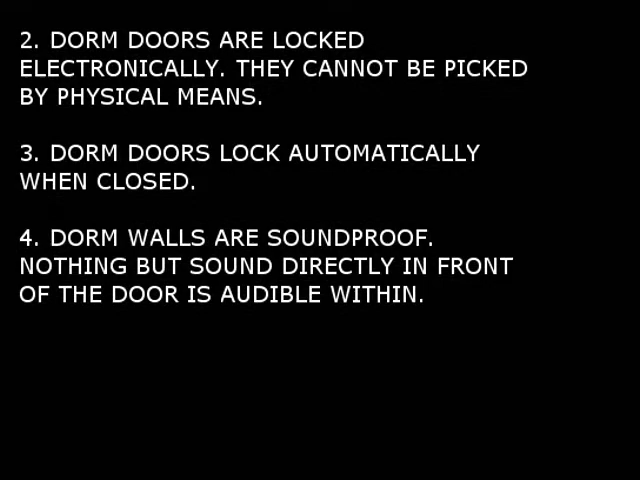 2. DORM DOORS ARE LOCKED
ELECTRONICALLY. THEY CANNOT BE PICKED
BY PHYSICAL MEANS.
3. DORM DOORS LOCK AUTOMATICALLY
WHEN CLOSED.
4. DORM WALLS ARE SOUNDPROOF.
NOTHING BUT SOUND DIRECTLY IN FRONT
OF THE DOOR IS AUDIBLE WITHIN.